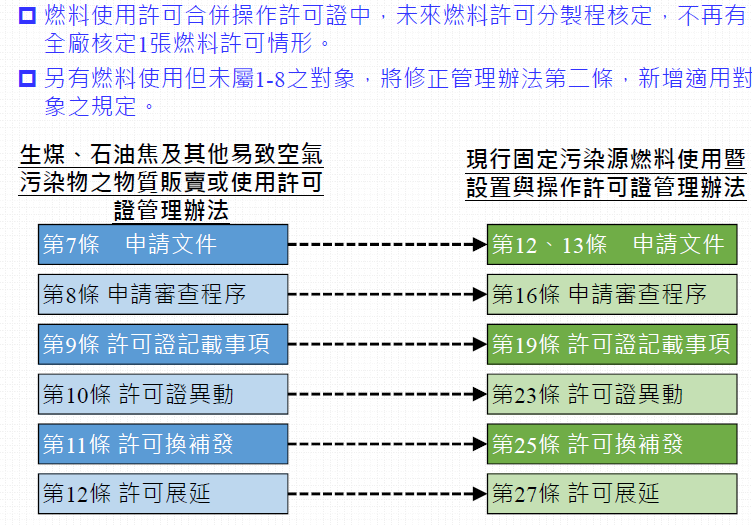 燃料使用許可合併操作許可證中，未來燃料許可分製程核定，不再有
全廠核定1張燃料許可情形。
另有燃料使用但未屬1-8之對象，將修正管理辦法第二條，新增適用對
象之規定。
生煤、石油焦及其他易致空氣
污染物之物質販賣或使用許可
證管理辦法
現行固定污染源燃料使用暨
設置與操作許可證管理辦法
第7條　申請文件
第12、13條　申請文件
第8條 申請審查程序
第16條 申請審查程序
第9條 許可證記載事項
第19條 許可證記載事項
第10條 許可證異動
第23條 許可證異動
第11條 許可換補發
第25條 許可換補發
第12條 許可展延
第27條 許可展延